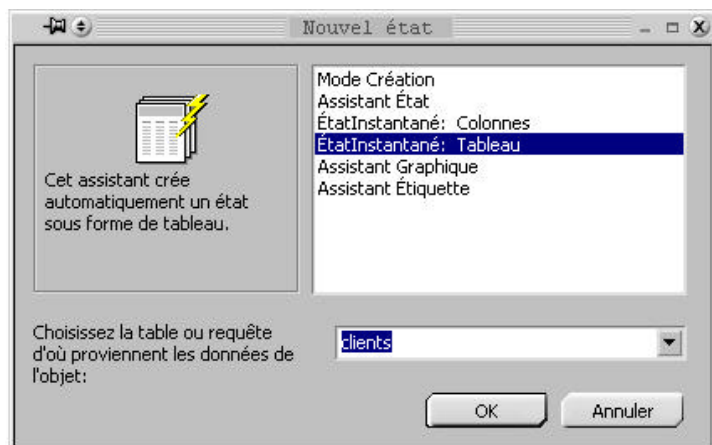 Nouvel état
Mode Création
Assistant État
ÉtatInstantané: Colonnes
ÉtatInstantané: Tableau
Assistant Graphique
Assistant Étiquette
Cet assistant crée
automatiquement un état
sous forme de tableau.
Choisissez la table ou requête
d'où proviennent les données de
l'objet:
clients
OK
Annuler